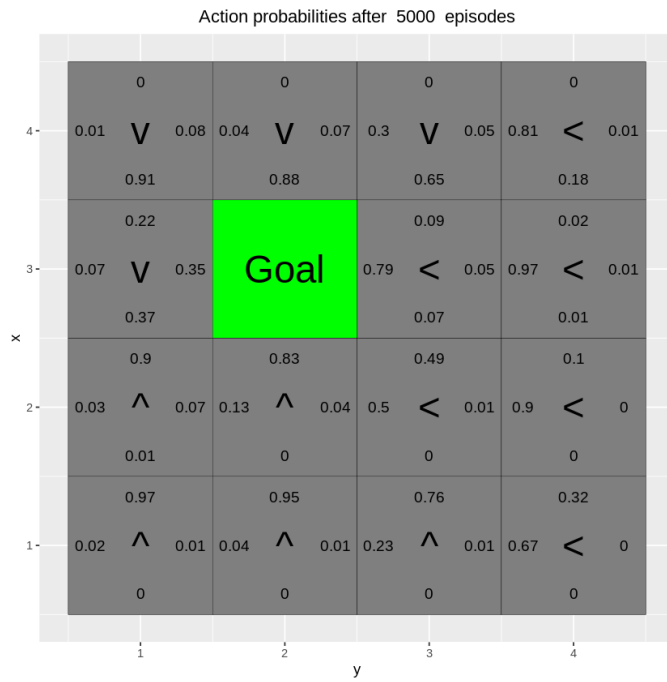 Action probabilities after 5000 episodes
0 0 0 0
4 0.01 v 0.08 0.04 v 0.07 0.3 v 0.05 0.81 < 0.01
0.91 0.88 0.65 0.18
0.22 0.09 0.02
3 0.07 v 0.35 Goal 0.79 < 0.05 0.97 < 0.01
0.37 0.07 0.01
x
0.9 0.83 0.49 0.1
2 0.03 ^ 0.07 0.13 ^ 0.04 0.5 < 0.01 0.9 < 0
0.01 0 0 0
0.97 0.95 0.76 0.32
1 0.02 ^ 0.01 0.04 ^ 0.01 0.23 ^ 0.01 0.67 < 0
0 0 0 0
1 2 3 4
y